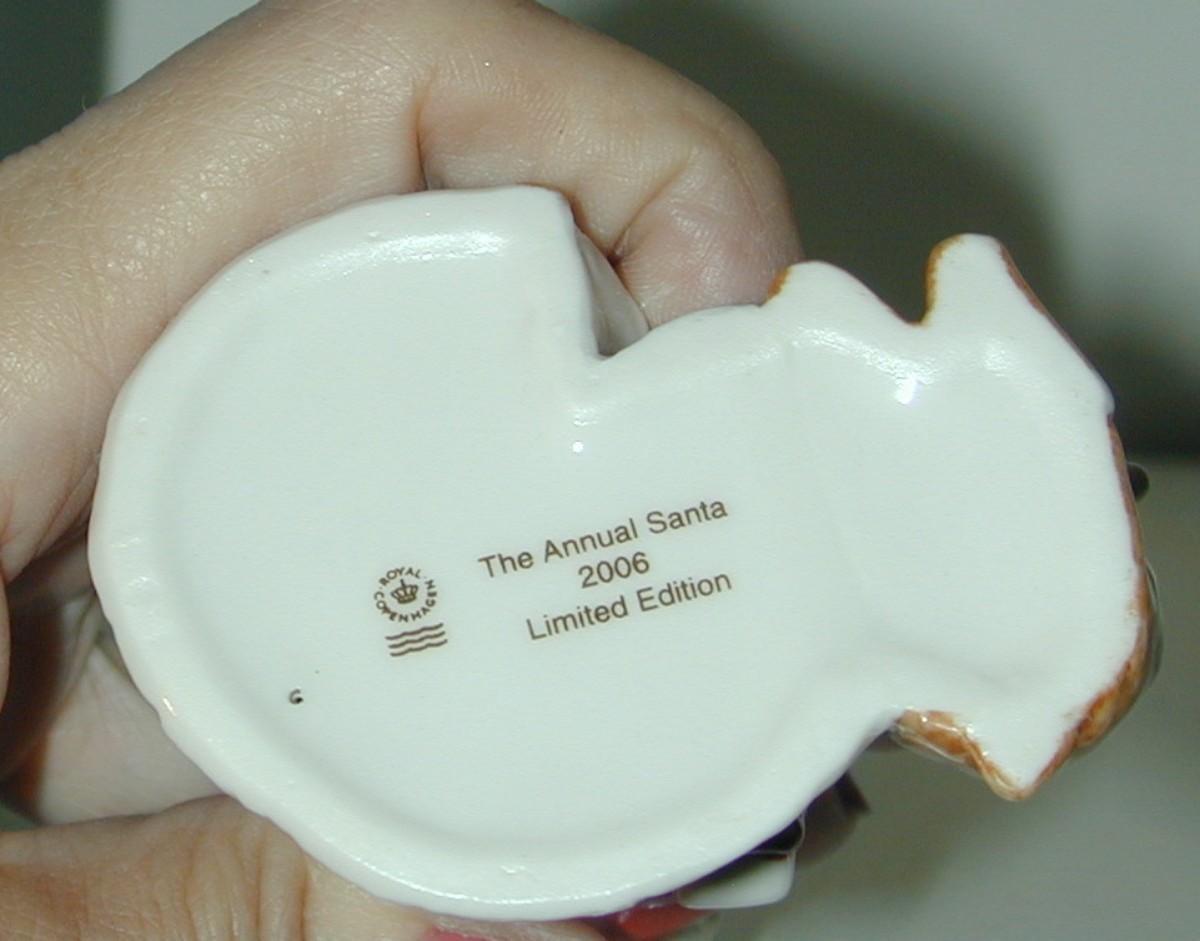 The Annual Santa
2006
Limited Edition
ROYAL
COPENHAGEN
G